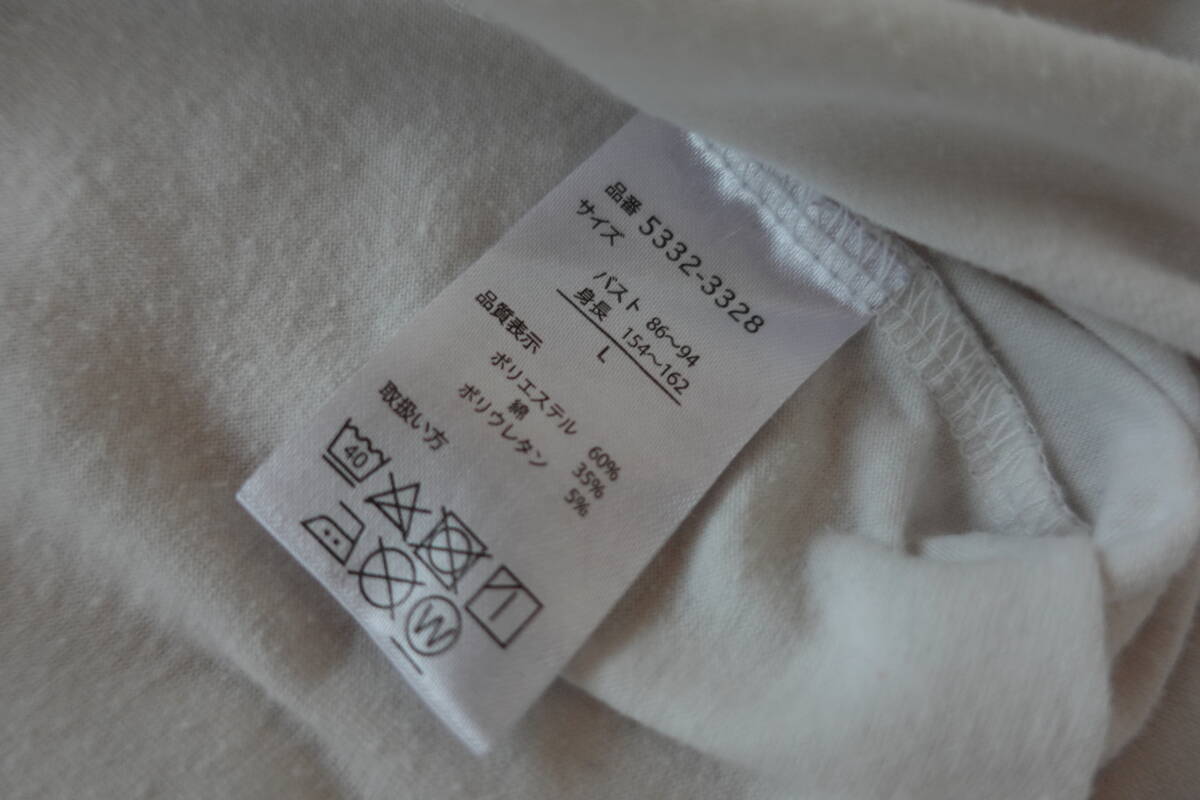 品番 5332-3328
サイズ
バスト 86～94
身長 154～162
L
品質表示
ポリエステル 60%
綿 35%
ポリウレタン 5%
取扱い方
40
W